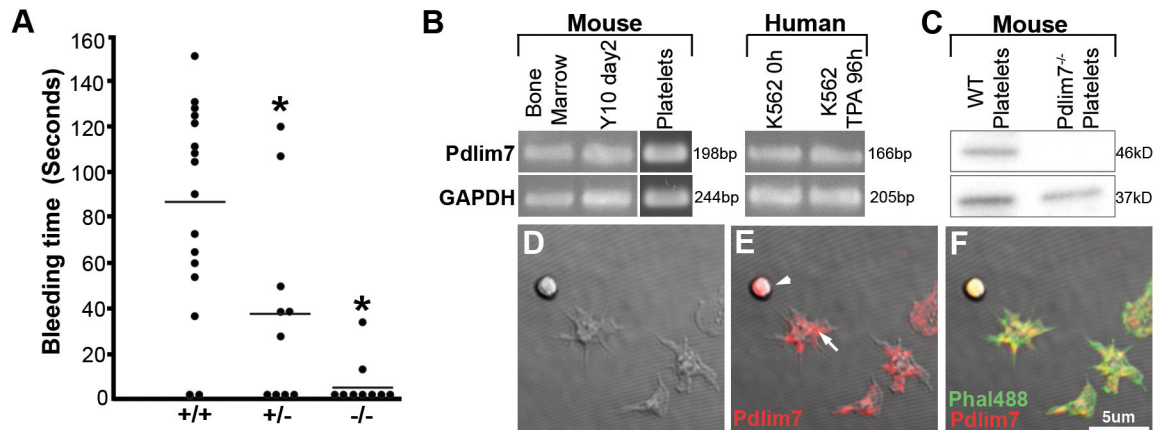 A
Bleeding time (Seconds)
160
140
120
100
80
60
40
20
0
*
*
+/+
+/-
-/-
B
Mouse
Bone
Marrow
Y10 day2
Platelets
Human
K562 0h
K562
TPA 96h
Pdlim7
198bp
166bp
GAPDH
244bp
205bp
C
Mouse
WT
Platelets
Pdlim7-/-
Platelets
46kD
37kD
D
E
Pdlim7
F
Phal488
Pdlim7
5um